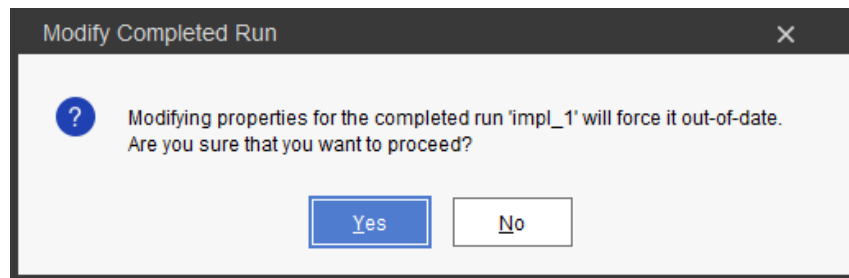 Modify Completed Run
Modifying properties for the completed run 'impl_1' will force it out-of-date.
Are you sure that you want to proceed?
Yes
No